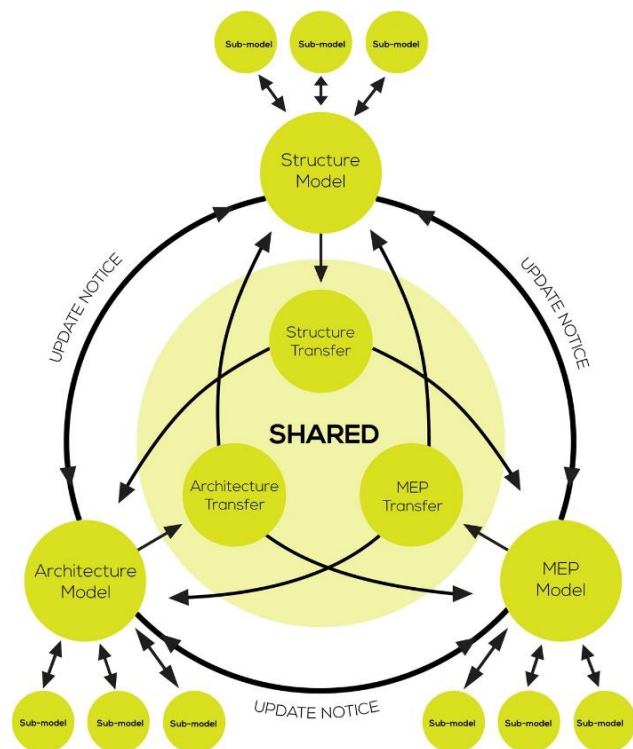 Sub-model
Sub-model
Sub-model
Structure
Model
UPDATE NOTICE
UPDATE NOTICE
Structure
Transfer
SHARED
Architecture
Transfer
MEP
Transfer
Architecture
Model
MEP
Model
UPDATE NOTICE
Sub-model
Sub-model
Sub-model
Sub-model
Sub-model
Sub-model